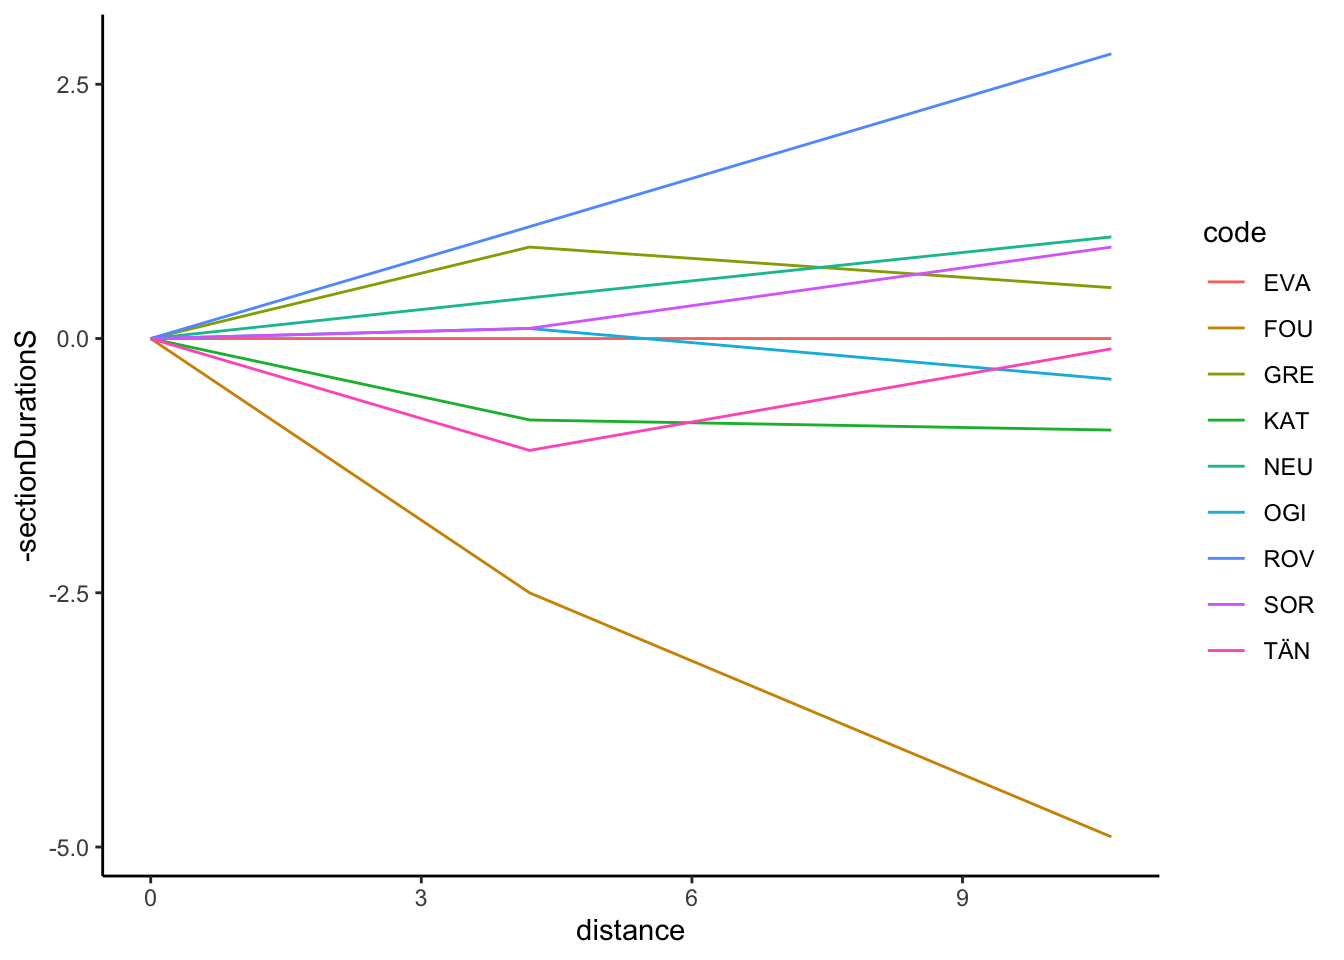 2.5
0.0
-2.5
-5.0
-sectionDurationS
0 3 6 9
distance
code
EVA
FOU
GRE
KAT
NEU
OGI
ROV
SOR
TÄN